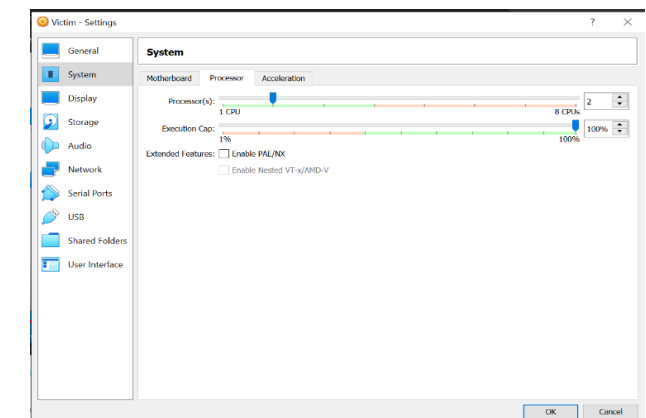 Victim - Settings
?
General
System
Display
Storage
Audio
Network
Serial Ports
USB
Shared Folders
User Interface
System
Motherboard Processor Acceleration
Processor(s): 2
1 CPU 8 CPUs
Execution Cap: 100%
1% 100%
Extended Features: Enable PAE/NX
Enable Nested VT-x/AMD-V
OK Cancel